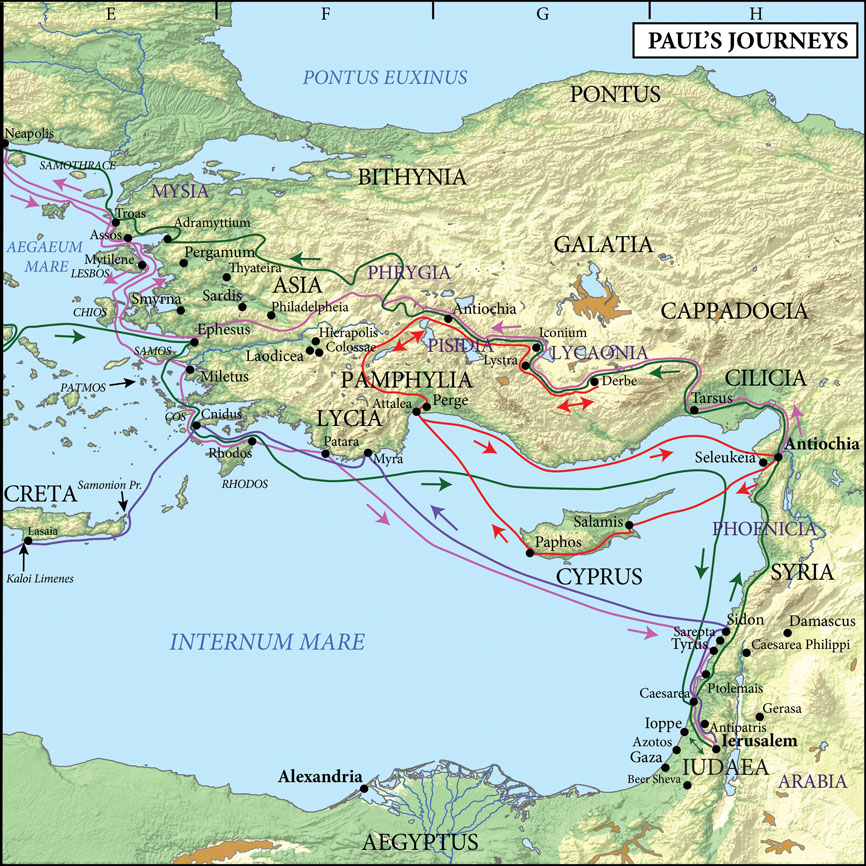 E F G H
PAUL'S JOURNEYS
PONTUS EUXINUS
PONTUS
Neapolis
SAMOTHRACE
BITHYNIA
MYSIA
Troas
Adramyttium
Assos
AEGAEUM
MARE
Pergamum
GALATIA
Mytilene
LESBOS
Thyateira
PHRYGIA
ASIA
Smyrna
Sardis
Philadelpheia
CHIOS
Antiochia
CAPPADOCIA
Ephesus
Hierapolis
Iconium
SAMOS
Laodicea
Colossae
PISIDIA
Lystra
LYCAONIA
PATMOS
Miletus
PAMPHYLIA
Derbe
CILICIA
Attalea
Perge
Tarsus
COS
Cnidus
LYCIA
Rhodos
Patara
Myra
Antiochia
Seleukeia
RHODOS
CRETA
Samonion Pr.
Lasaia
Kaloi Limenes
Salamis
Paphos
CYPRUS
PHOENICIA
SYRIA
INTERNUM MARE
Sidon
Damascus
Sarepta
Tyrus
Caesarea Philippi
Caesarea
Ptolemais
Gerasa
Ioppe
Antipatris
Azotos
Ierusalem
Gaza
IUDAEA
Beer Sheva
ARABIA
Alexandria
AEGYPTUS